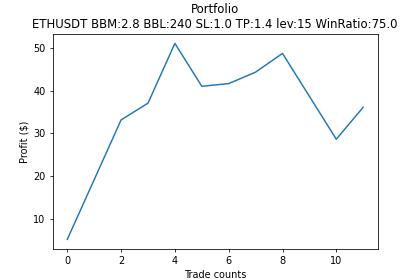 Portfolio
ETHUSDT BBM:2.8 BBL:240 SL:1.0 TP:1.4 lev:15 WinRatio:75.0
50
40
30
20
10
Profit ($)
0 2 4 6 8 10
Trade counts